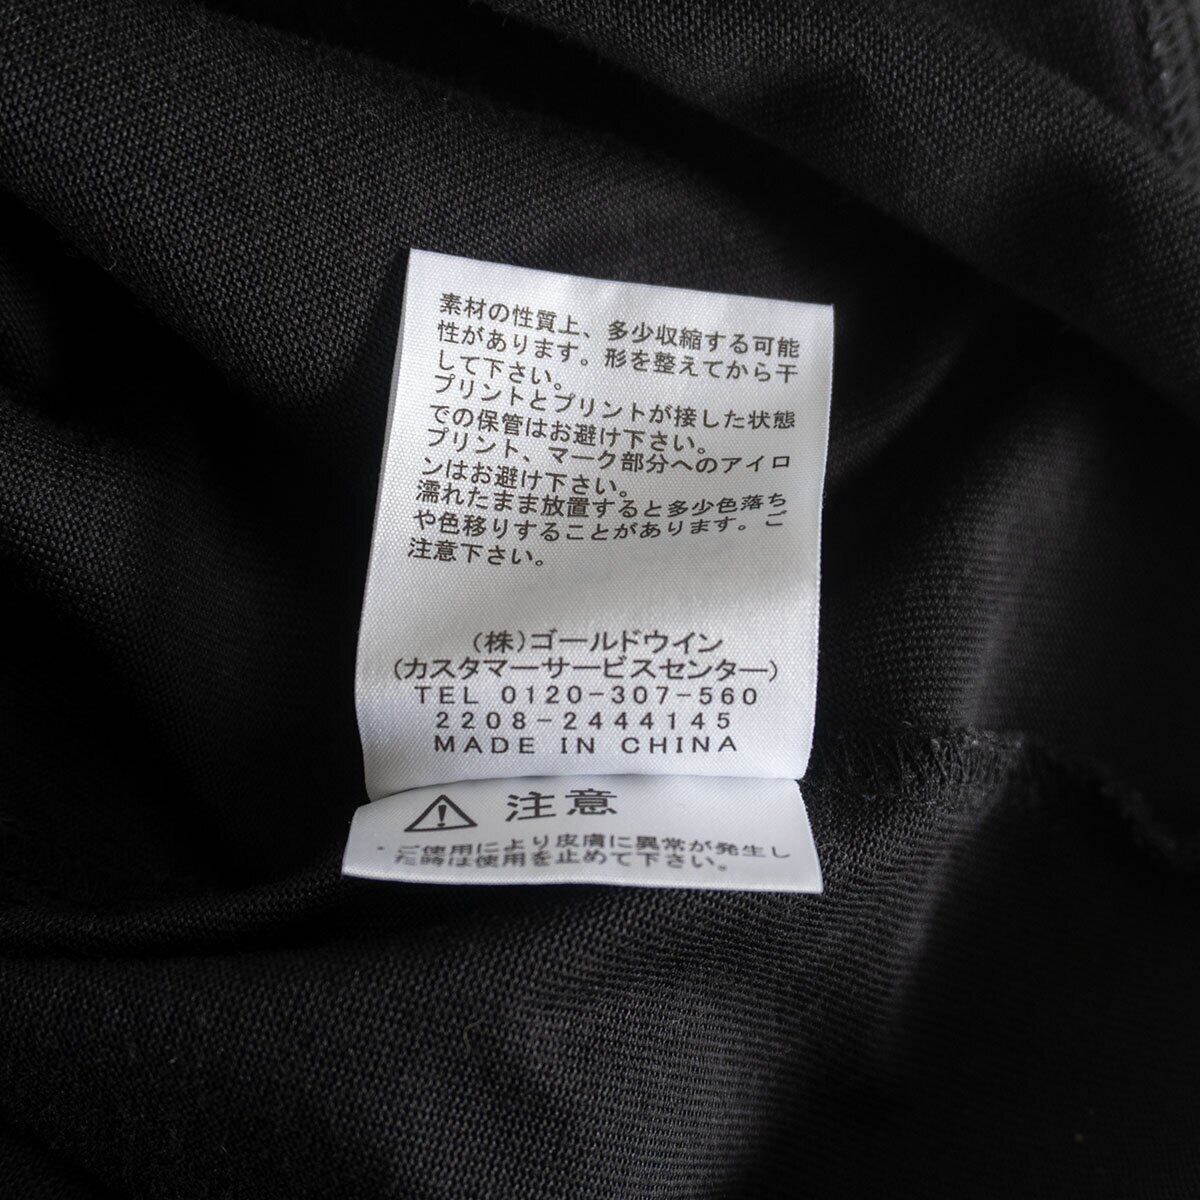 素材の性質上、多少収縮する可能
性があります。形を整えてから干
して下さい。
プリントとプリントが接した状態
での保管はお避け下さい。
プリント、マーク部分へのアイロ
ンはお避け下さい。
濡れたまま放置すると多少色落ち
や色移りすることがあります。ご
注意下さい。
(株)ゴールドウイン
(カスタマーサービスセンター)
TEL 0120-307-560
2208-2444145
MADE IN CHINA
⚠ 注意
・ご使用により皮膚に異常が発生し
た時は使用を止めて下さい。